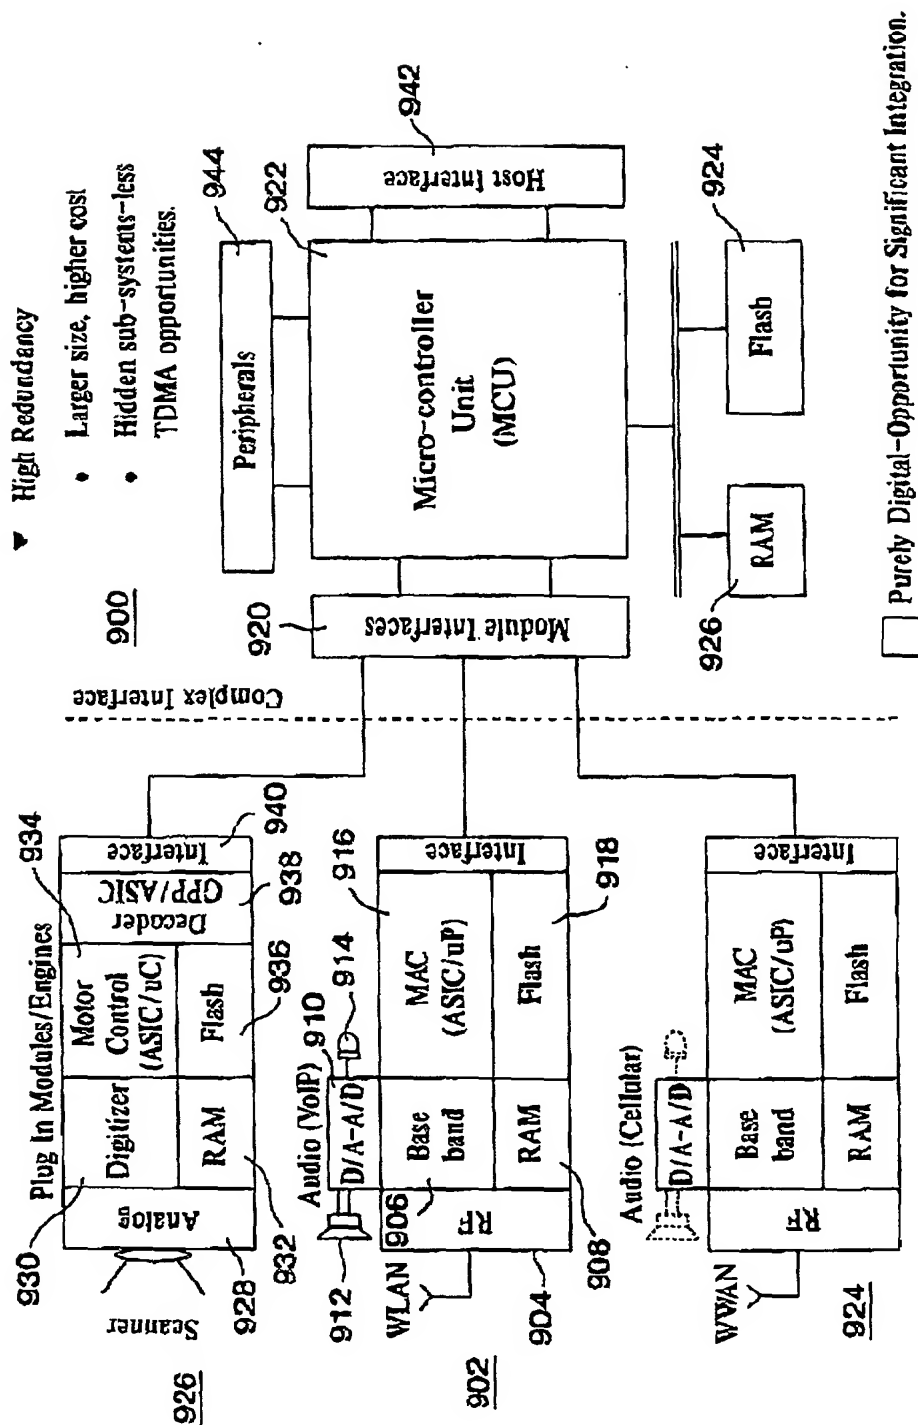 ▼ High Redundancy
♦ Larger size, higher cost
♦ Hidden sub-systems-less
TDMA opportunities.
900
Plug In Modules/Engines
Complex Interface
Scanner
926
928
Analog
930
Digitizer
932
RAM
934
Motor
Control
(ASIC/uC)
936
Flash
938
Decoder
GPP/ASIC
940
Interface
Audio (VoIP)
912
D/A-A/D
910
914
WLAN
902
904
RF
906
Base
band
908
RAM
916
MAC
(ASIC/uP)
918
Flash
Interface
Audio (Cellular)
D/A-A/D
WWAN
924
RF
Base
band
RAM
MAC
(ASIC/uP)
Flash
Interface
920
Module Interfaces
944
Peripherals
922
Micro-controller
Unit
(MCU)
942
Host Interface
926
RAM
924
Flash
Purely Digital-Opportunity for Significant Integration.